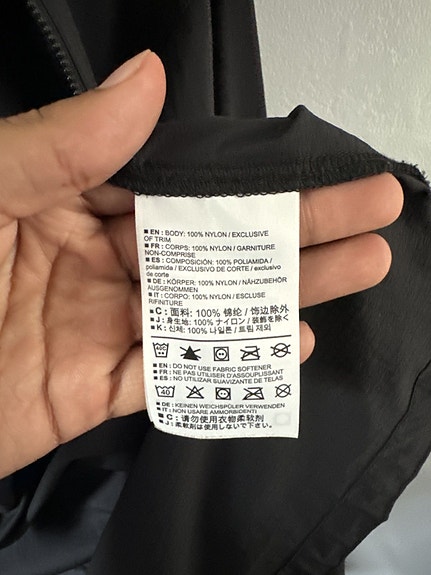 ■ EN : BODY: 100% NYLON / EXCLUSIVE
OF TRIM
■ FR : CORPS: 100% NYLON / GARNITURE
NON-COMPRISE
■ ES : COMPOSICIÓN: 100% POLIAMIDA /
poliamida / EXCLUSIVO DE CORTE / exclusivo
de corte
■ DE : KÖRPER: 100% NYLON / NÄHZUBEHÖR
AUSGENOMMEN
■ IT : CORPO: 100% NYLON / ESCLUSE
RIFINITURE
■ C : 面料: 100% 锦纶 / 饰边除外
■ J : 身生地: 100% ナイロン / 装飾を除く
■ K : 신체: 100% 나일론 / 트림 제외
■ EN : DO NOT USE FABRIC SOFTENER
■ FR : NE PAS UTILISER D'ASSOUPLISSANT
■ ES : NO UTILIZAR SUAVIZANTE DE TELAS
40
■ DE : KEINEN WEICHSPÜLER VERWENDEN
■ IT : NON USARE AMMORBIDENTI
■ C : 请勿使用衣物柔软剂
■ J : 柔軟剤は使用しないで下さい。